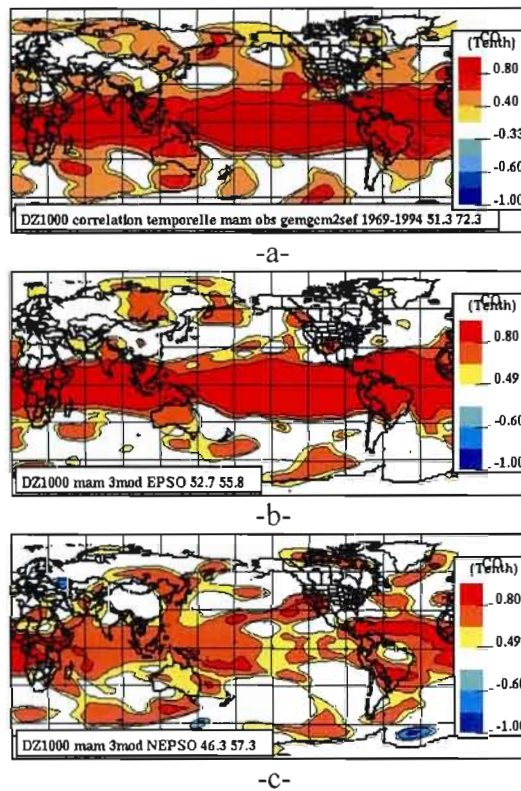 CO
(Tenth)
0.80
0.40
-0.33
-0.60
-1.00
DZ1000 correlation temporelle mam obs gemgcm2sef 1969-1994 51.3 72.3
-a-
CO
(Tenth)
0.80
0.49
-0.60
-1.00
DZ1000 mam 3mod EPSO 52.7 55.8
-b-
CO
(Tenth)
0.80
0.49
-0.60
-1.00
DZ1000 mam 3mod NEPSO 46.3 57.3
-c-